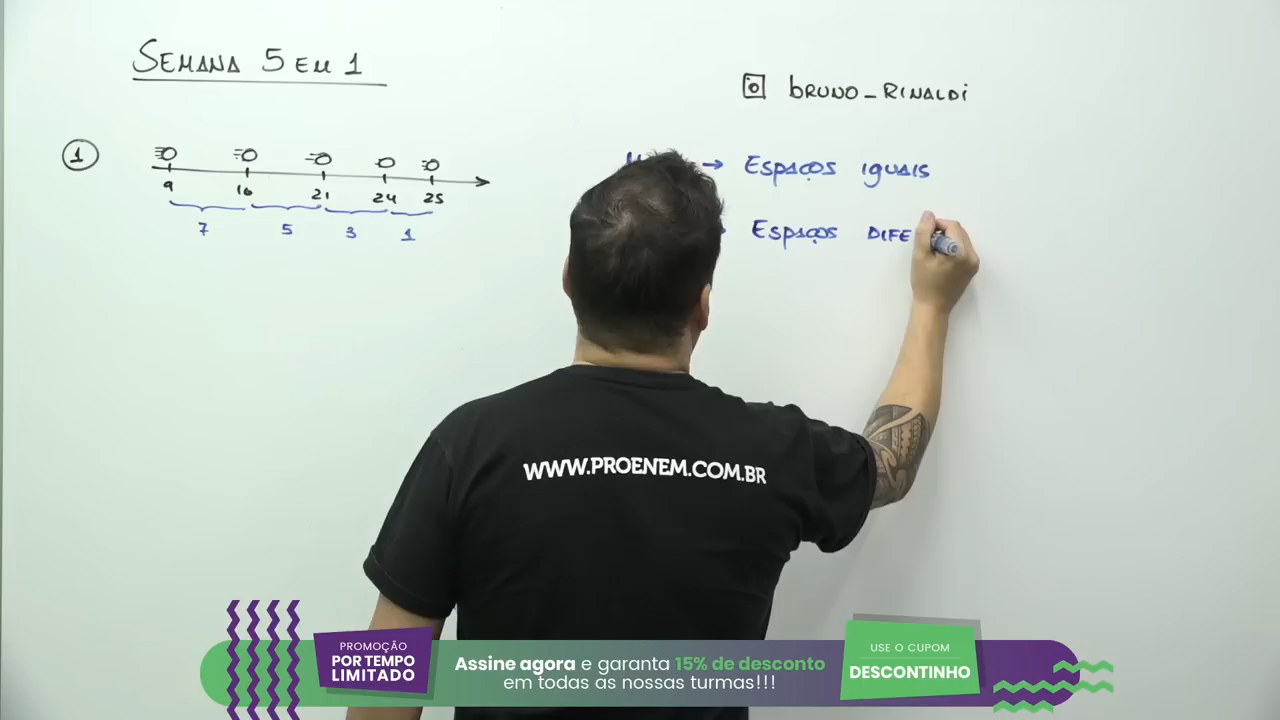 SEMANA 5 EM 1
bruno_RINALDI
1
9 16 21 24 25
7 5 3 1
→ ESPAÇOS IGUAIS
ESPAÇOS DIFE
WWW.PROENEM.COM.BR
PROMOÇÃO
POR TEMPO
LIMITADO
Assine agora e garanta 15% de desconto
em todas as nossas turmas!!!
USE O CUPOM
DESCONTINHO